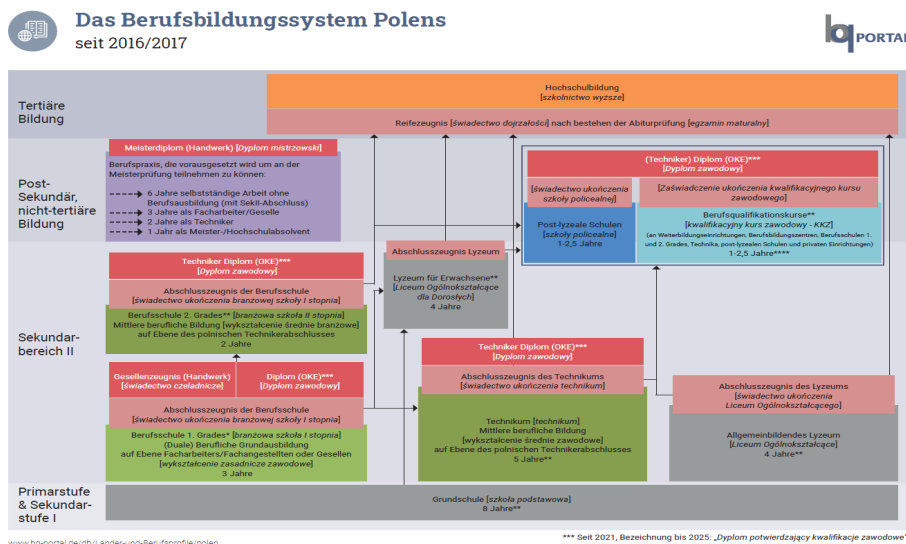 Das Berufsbildungssystem Polens
seit 2016/2017
bq PORTAL
Tertiäre
Bildung
Hochschulbildung
[szkolnictwo wyższe]
Reifezeugnis [świadectwo dojrzałości] nach bestehen der Abiturprüfung [egzamin maturalny]
Post-
Sekundär,
nicht-tertiäre
Bildung
Meisterdiplom (Handwerk) [Dyplom mistrzowski]
Berufspraxis, die vorausgesetzt wird um an der
Meisterprüfung teilnehmen zu können:
6 Jahre selbstständige Arbeit ohne
Berufsausbildung (mit SekII-Abschluss)
3 Jahre als Facharbeiter/Geselle
2 Jahre als Techniker
1 Jahr als Meister-/Hochschulabsolvent
(Techniker) Diplom (OKE)***
[Dyplom zawodowy]
[świadectwo ukończenia
szkoły policealnej]
[Zaświadczenie ukończenia kwalifikacyjnego kursu
zawodowego]
Post-lyzeale Schulen
[szkoły policealne]
1-2,5 Jahre
Berufsqualifikationskurse**
[kwalifikacyjny kurs zawodowy - KKZ]
(an Weiterbildungseinrichtungen, Berufsbildungszentren, Berufsschulen 1.
und 2. Grades, Technika, post-lyzealen Schulen und privaten Einrichtungen)
1-2,5 Jahre****
Sekundar-
bereich II
Techniker Diplom (OKE)***
[Dyplom zawodowy]
Abschlusszeugnis der Berufsschule
[świadectwo ukończenia branżowej szkoły I stopnia]
Berufsschule 2. Grades** [branżowa szkoła II stopnia]
Mittlere berufliche Bildung [wykształcenie średnie branżowe]
auf Ebene des polnischen Technikerabschlusses
2 Jahre
Abschlusszeugnis Lyzeum
Lyzeum für Erwachsene**
[Liceum Ogólnokształcące
dla Dorosłych]
4 Jahre
Gesellenzeugnis (Handwerk)
[świadectwo czeladnicze]
Diplom (OKE)***
[Dyplom zawodowy]
Abschlusszeugnis der Berufsschule
[świadectwo ukończenia branżowej szkoły I stopnia]
Berufsschule 1. Grades* [branżowa szkoła I stopnia)
(Duale) Berufliche Grundausbildung
auf Ebene Facharbeiters/Fachangestellten oder Gesellen
[wykształcenie zasadnicze zawodowe]
3 Jahre
Techniker Diplom (OKE)***
[Dyplom zawodowy]
Abschlusszeugnis des Technikums
[świadectwo ukończenia technikum]
Technikum [technikum]
Mittlere berufliche Bildung
[wykształcenie średnie zawodowe]
auf Ebene des polnischen Technikerabschlusses
5 Jahre**
Abschlusszeugnis des Lyzeums
[świadectwo ukończenia
Liceum Ogólnokształcącego]
Allgemeinbildendes Lyzeum
[Liceum Ogólnokształcące]
4 Jahre**
Primarstufe
& Sekundar-
stufe I
Grundschule [szkoła podstawowa]
8 Jahre**
www.bq-portal.de/db/Länder-und-Berufsprofile/polen
*** Seit 2021, Bezeichnung bis 2025: „Dyplom potwierdzający kwalifikacje zawodowe"